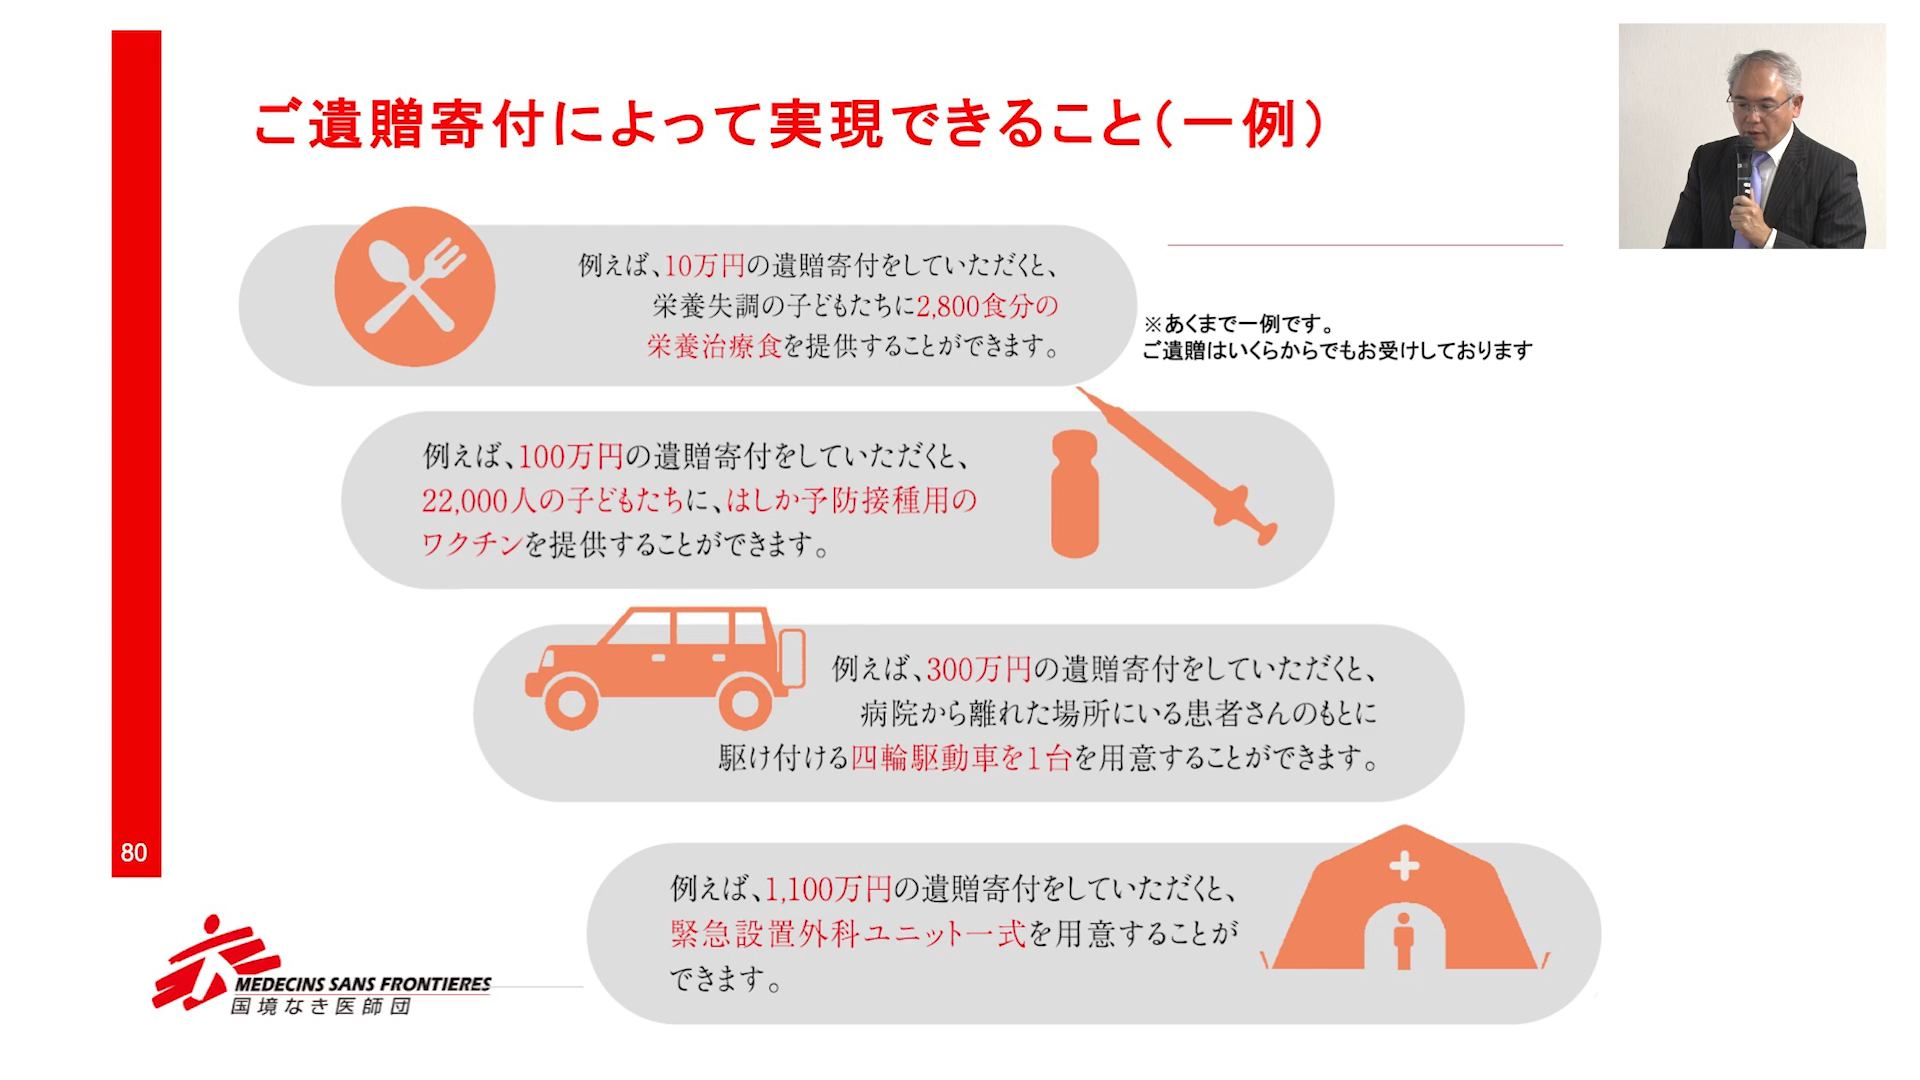 ご遺贈寄付によって実現できること(一例)
例えば、10万円の遺贈寄付をしていただくと、
栄養失調の子どもたちに2,800食分の
栄養治療食を提供することができます。
※あくまで一例です。
ご遺贈はいくらからでもお受けしております
例えば、100万円の遺贈寄付をしていただくと、
22,000人の子どもたちに、はしか予防接種用の
ワクチンを提供することができます。
例えば、300万円の遺贈寄付をしていただくと、
病院から離れた場所にいる患者さんのもとに
駆け付ける四輪駆動車を1台を用意することができます。
例えば、1,100万円の遺贈寄付をしていただくと、
緊急設置外科ユニット一式を用意することが
できます。
80
MEDECINS SANS FRONTIERES
国境なき医師団